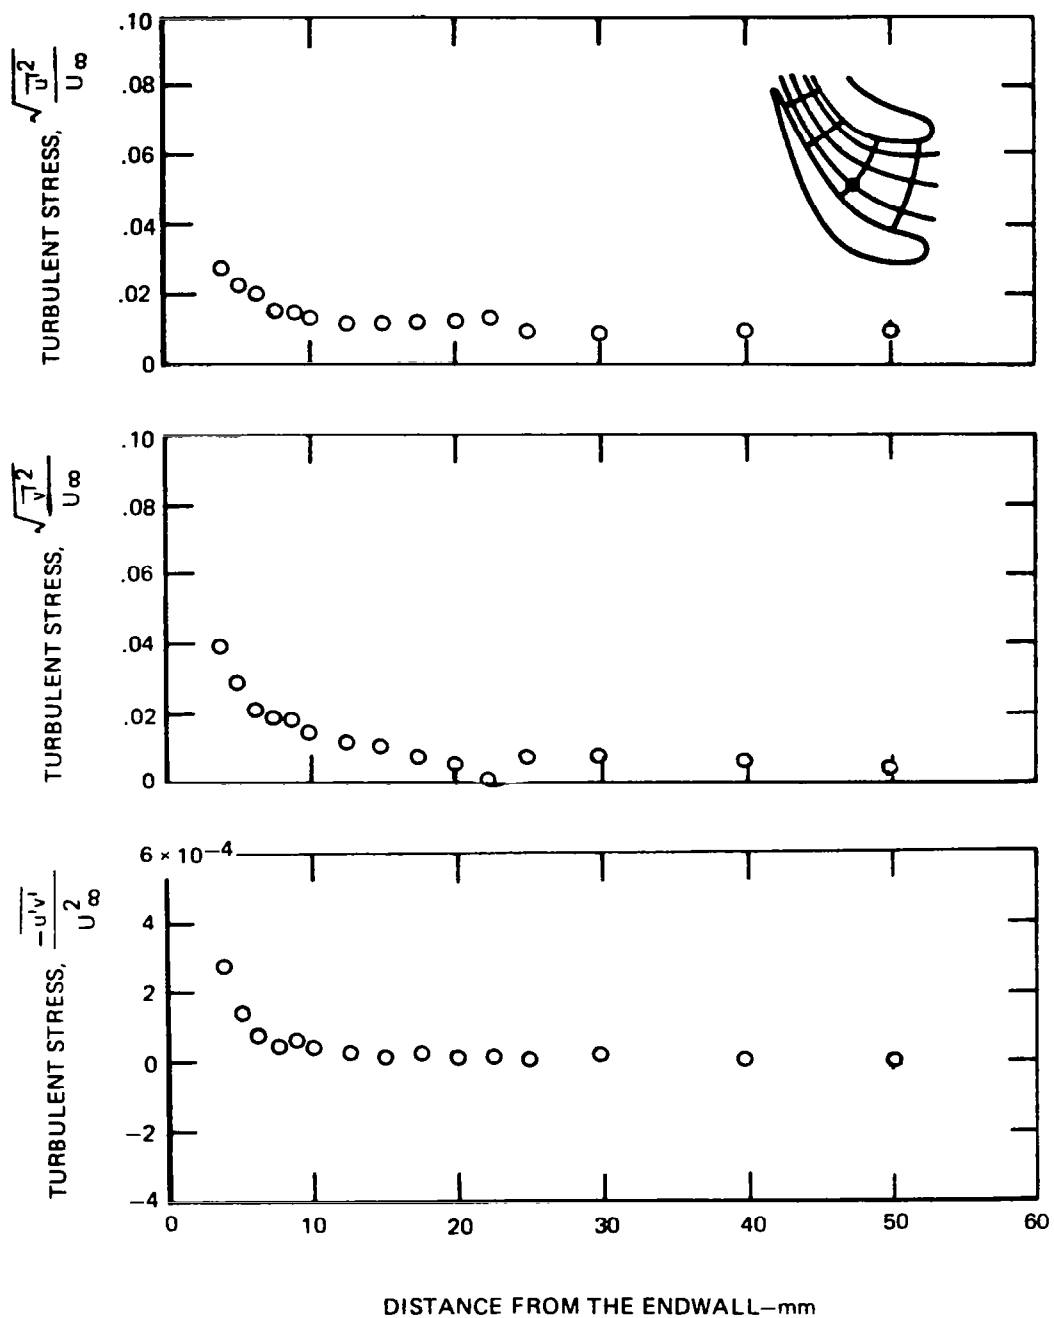 TURBULENT STRESS, √u'²/U∞
.10
.08
.06
.04
.02
0
TURBULENT STRESS, √v'²/U∞
.10
.08
.06
.04
.02
0
TURBULENT STRESS, −u'v'/U²∞
6 × 10−4
4
2
0
−2
−4
0 10 20 30 40 50 60
DISTANCE FROM THE ENDWALL—mm